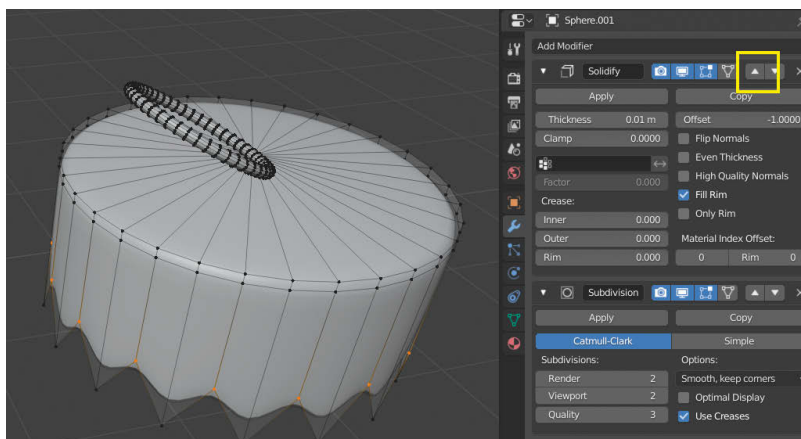 Sphere.001
Add Modifier
Solidify
Apply Copy
Thickness 0.01 m Offset -1.0000
Clamp 0.0000 Flip Normals
Even Thickness
High Quality Normals
Factor 0.000 Fill Rim
Crease: Only Rim
Inner 0.000
Outer 0.000 Material Index Offset:
Rim 0.000 0 Rim 0
Subdivision
Apply Copy
Catmull-Clark Simple
Subdivisions: Options:
Render 2 Smooth, keep corners
Viewport 2 Optimal Display
Quality 3 Use Creases